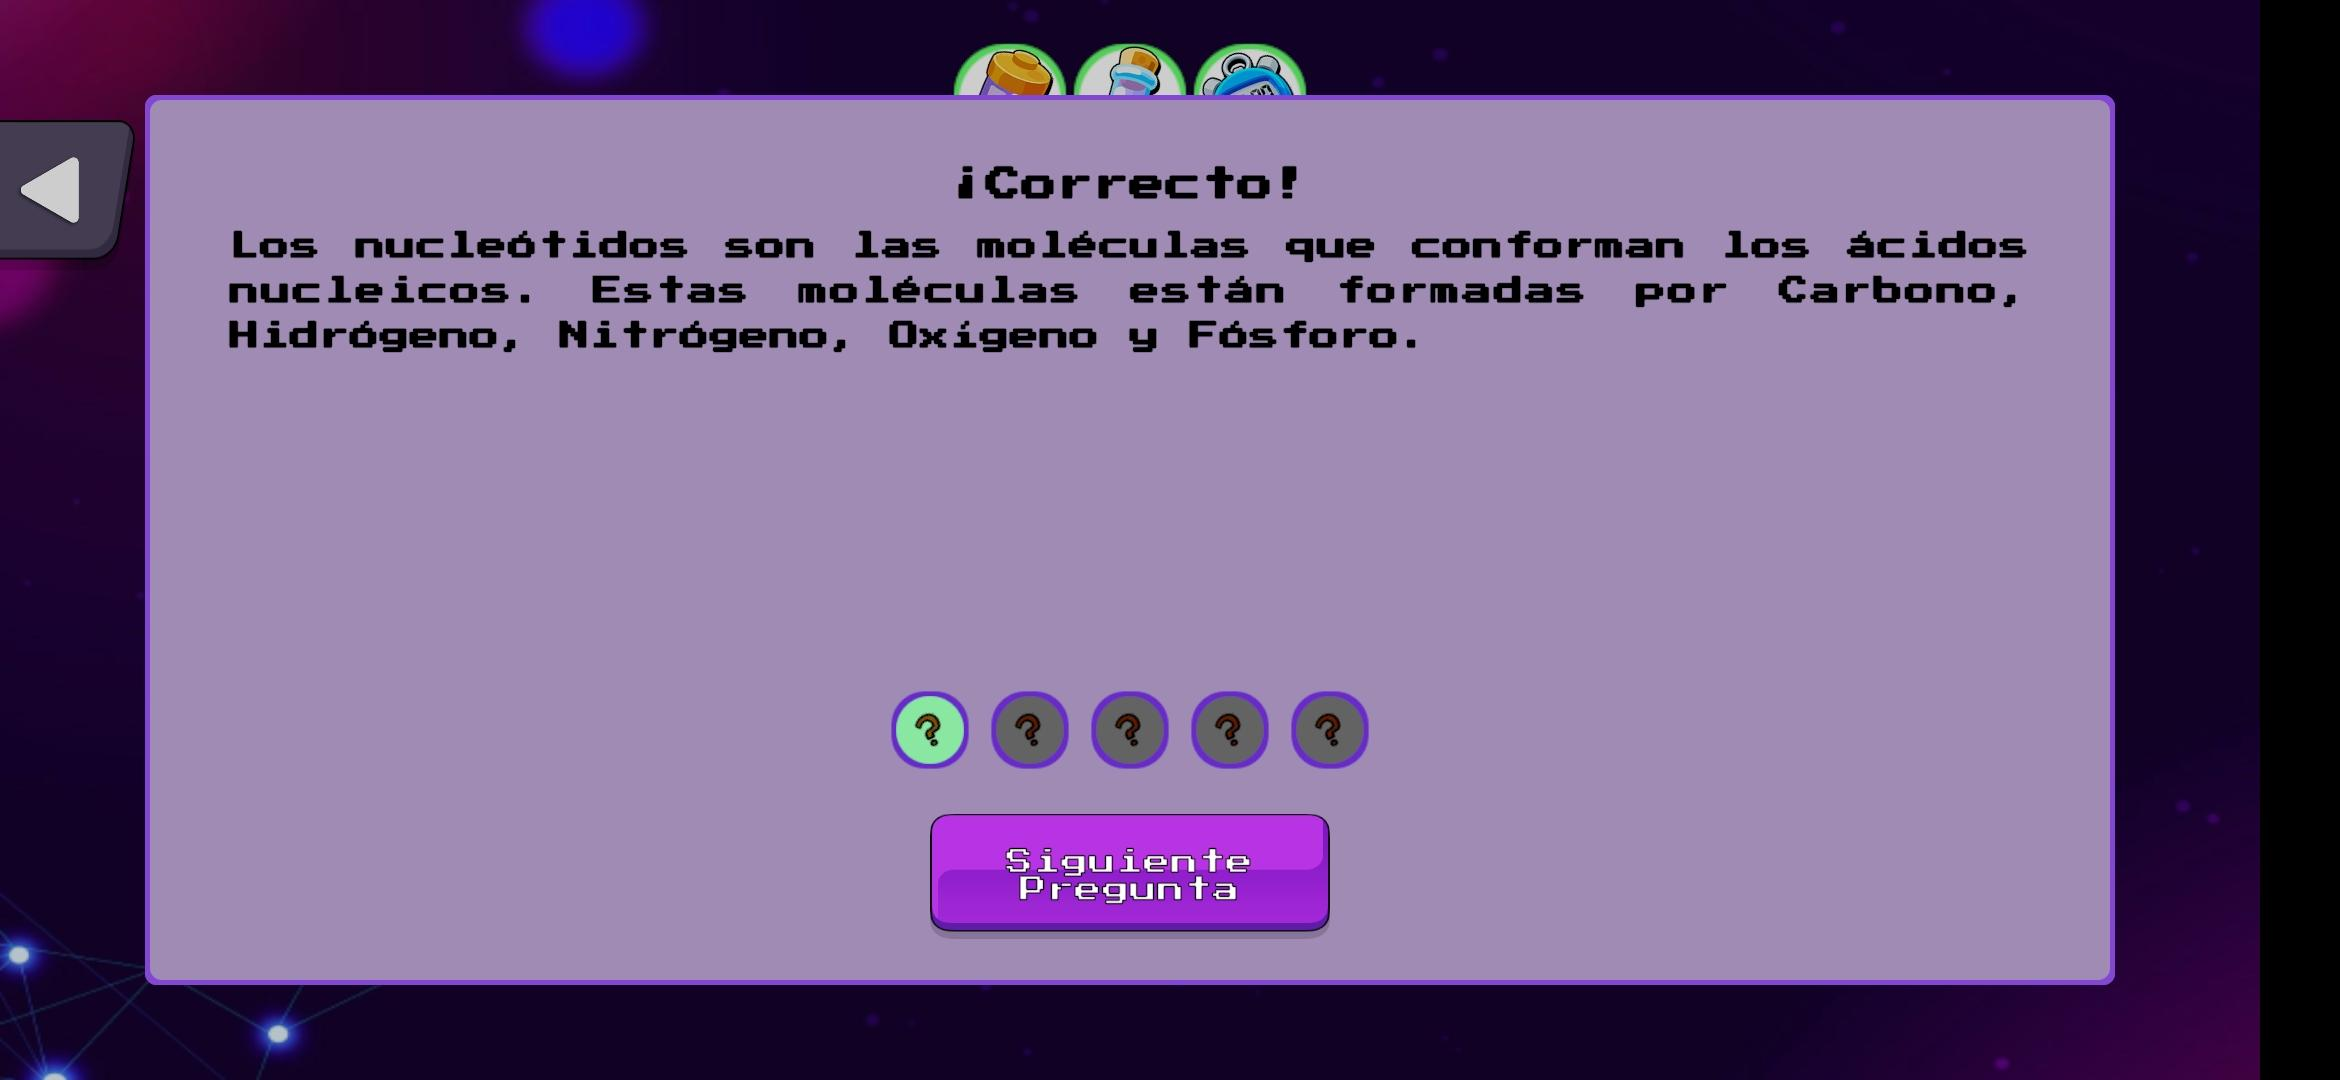 ¡Correcto!
Los nucleótidos son las moléculas que conforman los ácidos
nucleicos. Estas moléculas están formadas por Carbono,
Hidrógeno, Nitrógeno, Oxígeno y Fósforo.
? ? ? ? ?
Siguiente
Pregunta